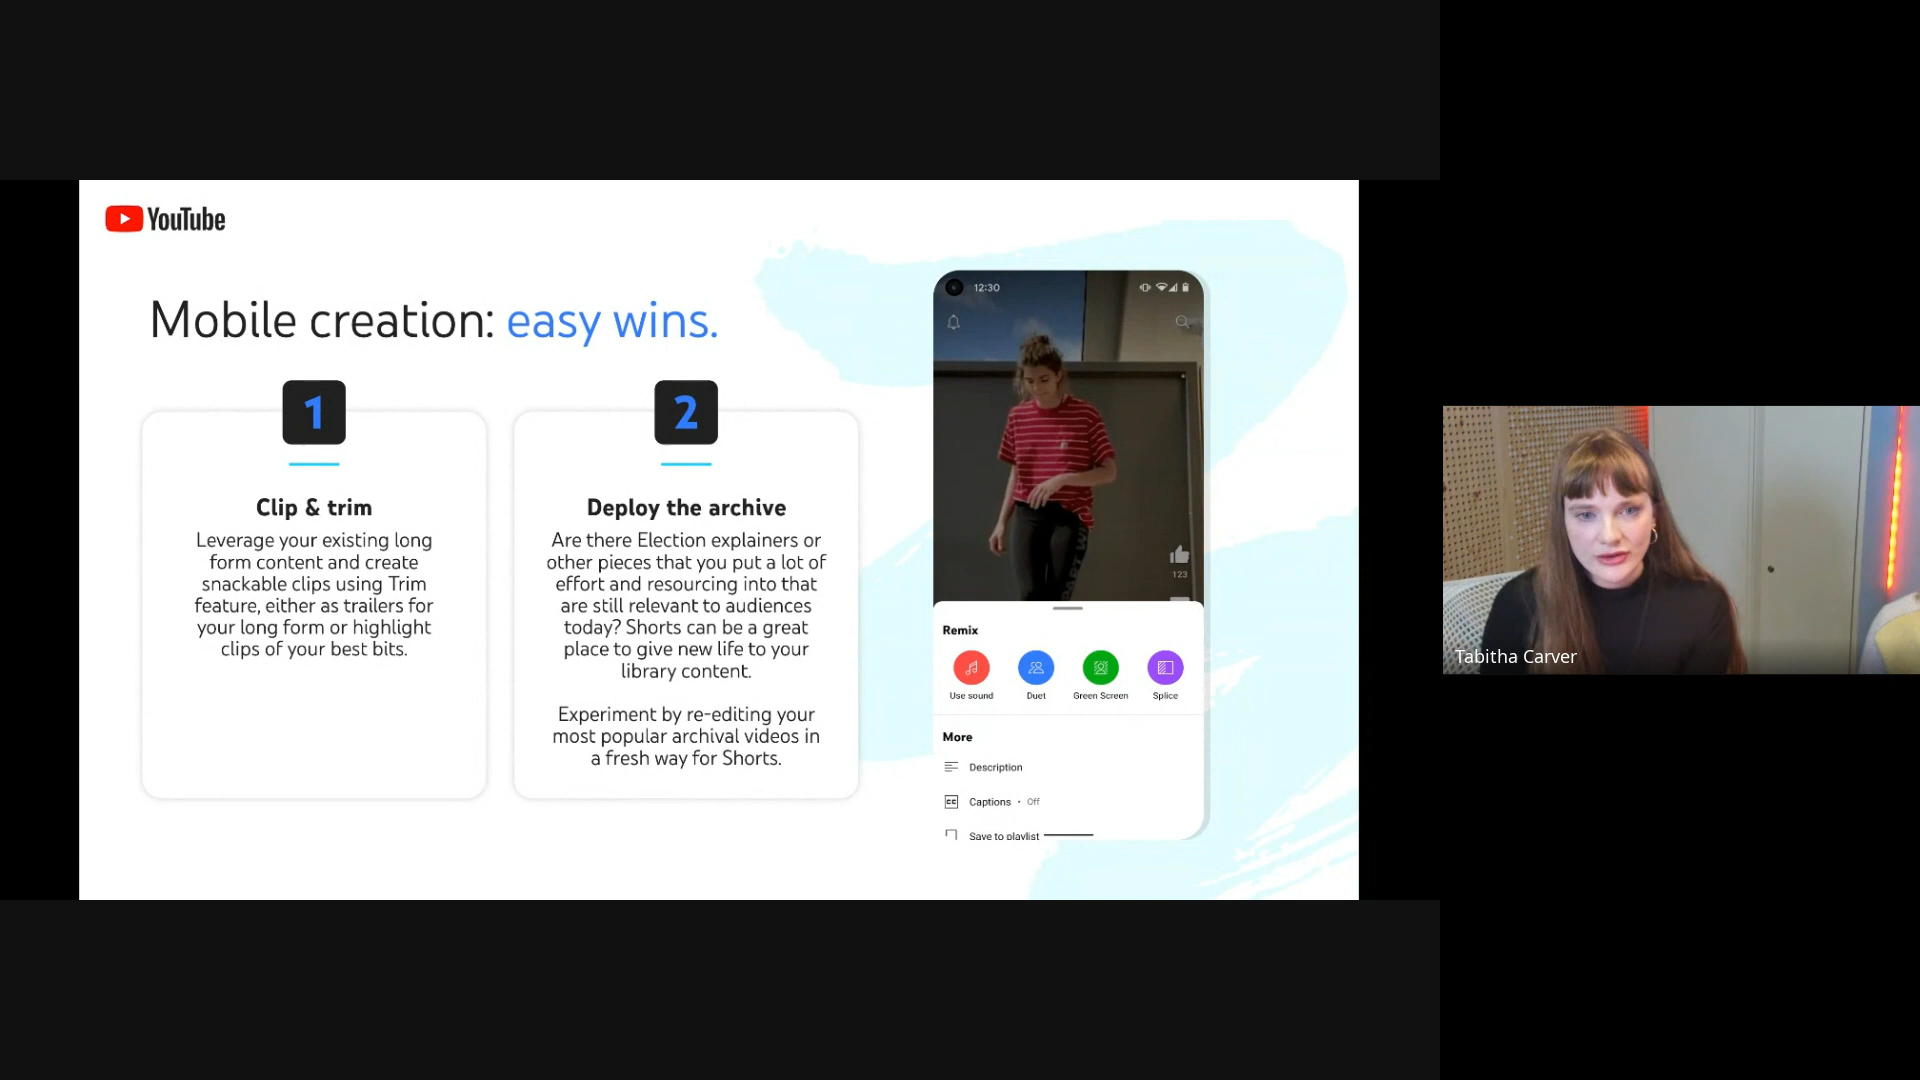 YouTube
Mobile creation: easy wins.
1
Clip & trim
Leverage your existing long
form content and create
snackable clips using Trim
feature, either as trailers for
your long form or highlight
clips of your best bits.
2
Deploy the archive
Are there Election explainers or
other pieces that you put a lot of
effort and resourcing into that
are still relevant to audiences
today? Shorts can be a great
place to give new life to your
library content.
Experiment by re-editing your
most popular archival videos in
a fresh way for Shorts.
12:30
123
Remix
Use sound
Duet
Green Screen
Splice
More
Description
Captions • Off
Save to playlist
Tabitha Carver